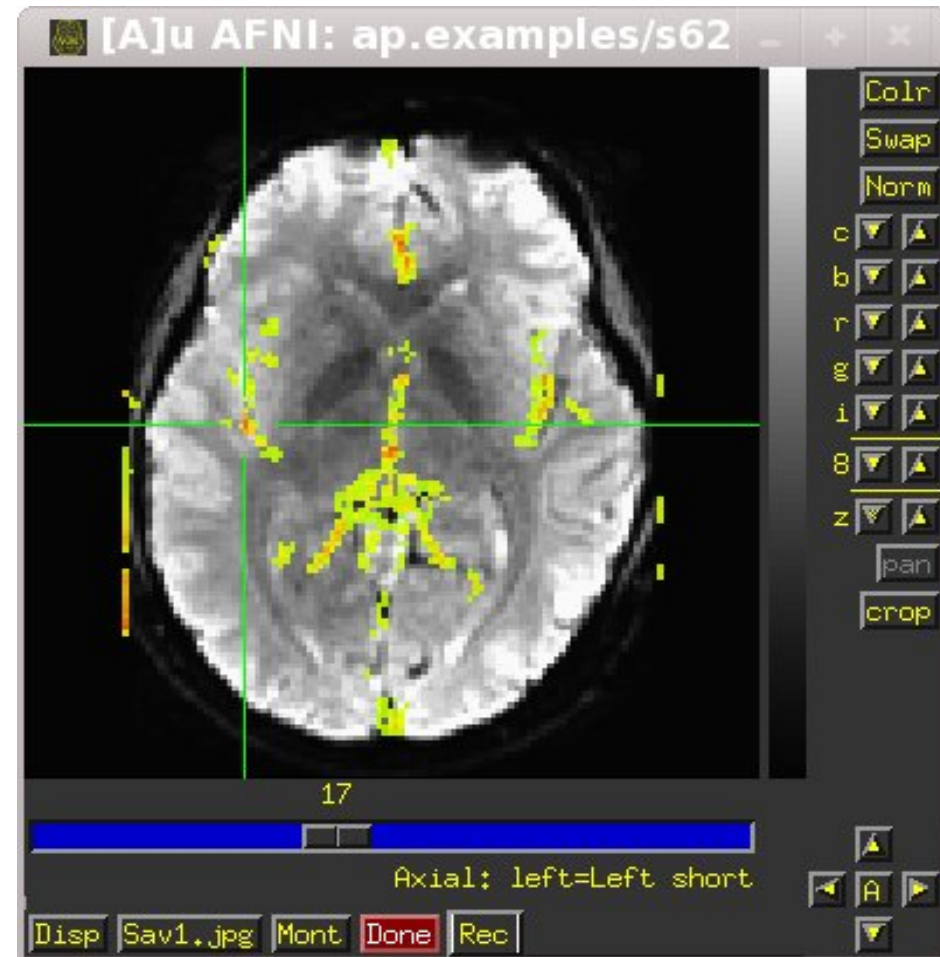 [A]u AFNI: ap.examples/s62
Colr
Swap
Norm
c
b
r
g
i
8
z
pan
crop
17
Axial: left=Left short
A
Disp Sav1.jpg Mont Done Rec